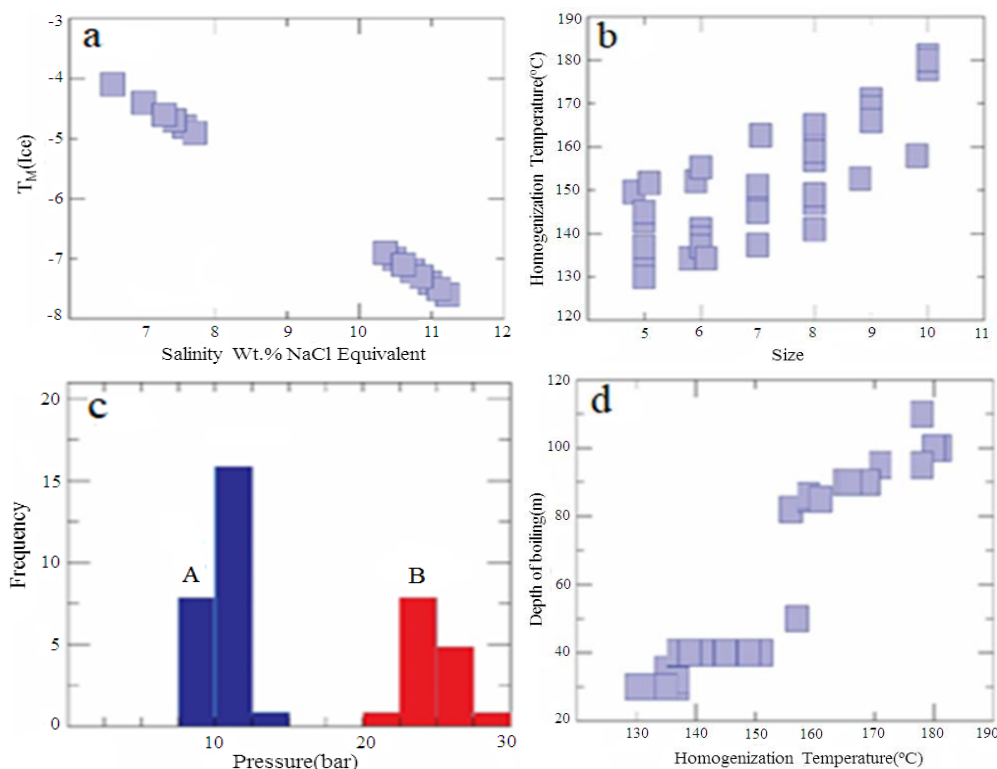 a
-3
-4
-5
-6
-7
-8
T_M(Ice)
7 8 9 10 11 12
Salinity Wt.% NaCl Equivalent
b
190
180
170
160
150
140
130
120
Homogenization Temperature(°C)
5 6 7 8 9 10 11
Size
c
20
15
10
5
0
Frequency
A
B
10 20 30
Pressure(bar)
d
120
100
80
60
40
20
Depth of boiling(m)
130 140 150 160 170 180 190
Homogenization Temperature(°C)